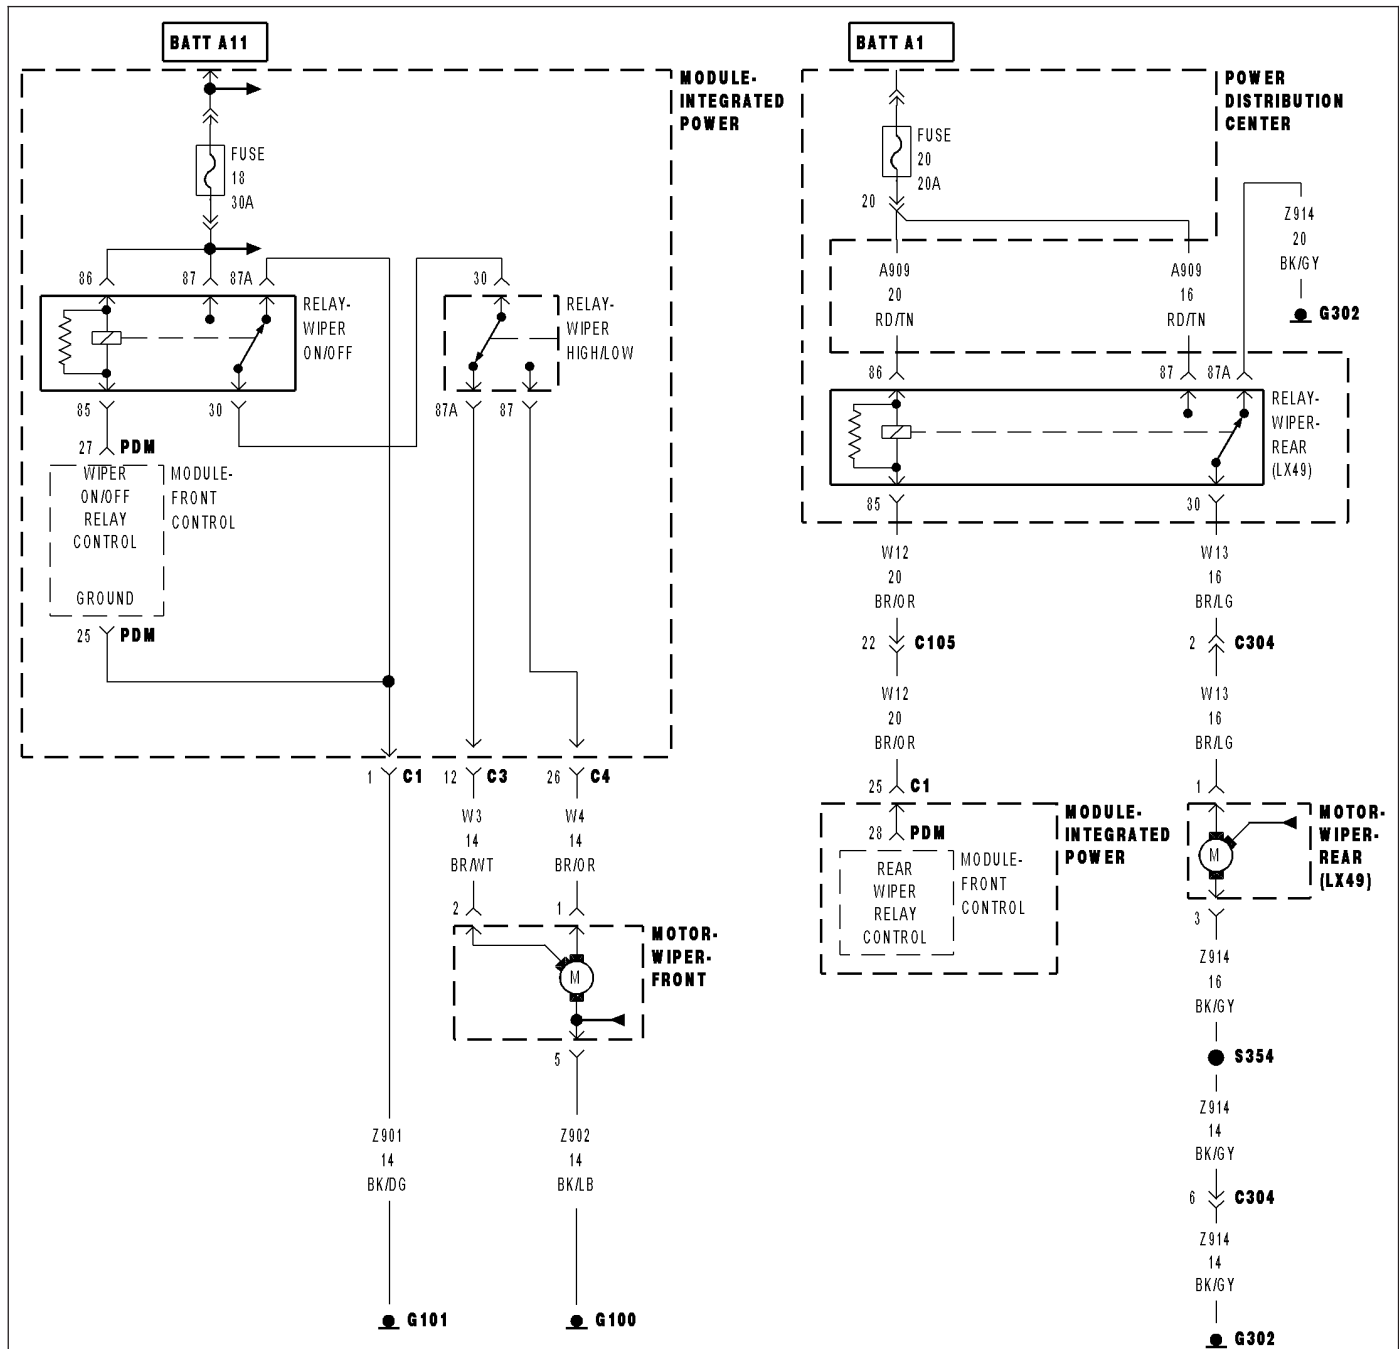 BATT A11
MODULE-
INTEGRATED
POWER
FUSE
18
30A
86
87
87A
RELAY-
WIPER
ON/OFF
30
RELAY-
WIPER
HIGH/LOW
85
30
87A
87
27 PDM
WIPER
ON/OFF
RELAY
CONTROL
GROUND
MODULE-
FRONT
CONTROL
25 PDM
1 C1
12 C3
26 C4
W3
14
BR/WT
W4
14
BR/OR
2
1
MOTOR-
WIPER-
FRONT
M
5
Z901
14
BK/DG
Z902
14
BK/LB
G101
G100
BATT A1
POWER
DISTRIBUTION
CENTER
FUSE
20
20A
20
A909
20
RD/TN
A909
16
RD/TN
Z914
20
BK/GY
G302
86
87
87A
RELAY-
WIPER-
REAR
(LX49)
85
30
W12
20
BR/OR
W13
16
BR/LG
22 C105
2 C304
W12
20
BR/OR
W13
16
BR/LG
25 C1
1
28 PDM
REAR
WIPER
RELAY
CONTROL
MODULE-
FRONT
CONTROL
MODULE-
INTEGRATED
POWER
M
MOTOR-
WIPER-
REAR
(LX49)
3
Z914
16
BK/GY
S354
Z914
14
BK/GY
6 C304
Z914
14
BK/GY
G302